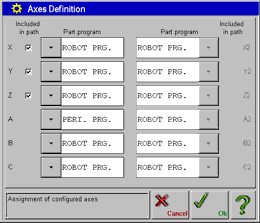 Axes Definition
Included in path Part program Part program Included in path
X ROBOT PRG. ROBOT PRG. X2
Y ROBOT PRG. ROBOT PRG. Y2
Z ROBOT PRG. ROBOT PRG. Z2
A PERI. PRG. ROBOT PRG. A2
B ROBOT PRG. ROBOT PRG. B2
C ROBOT PRG. ROBOT PRG. C2
Assignment of configured axes Cancel Ok